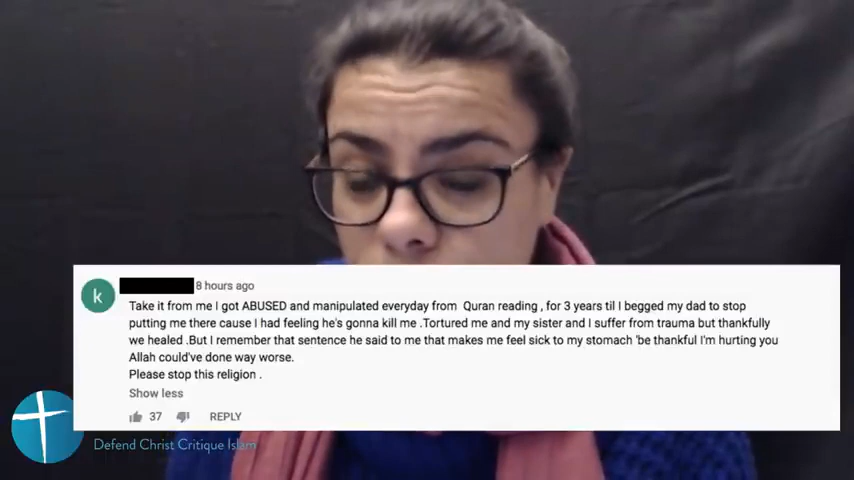 k
8 hours ago
Take it from me I got ABUSED and manipulated everyday from Quran reading , for 3 years til I begged my dad to stop
putting me there cause I had feeling he's gonna kill me .Tortured me and my sister and I suffer from trauma but thankfully
we healed .But I remember that sentence he said to me that makes me feel sick to my stomach 'be thankful I'm hurting you
Allah could've done way worse.
Please stop this religion .
Show less
37 REPLY
Defend Christ Critique Islam